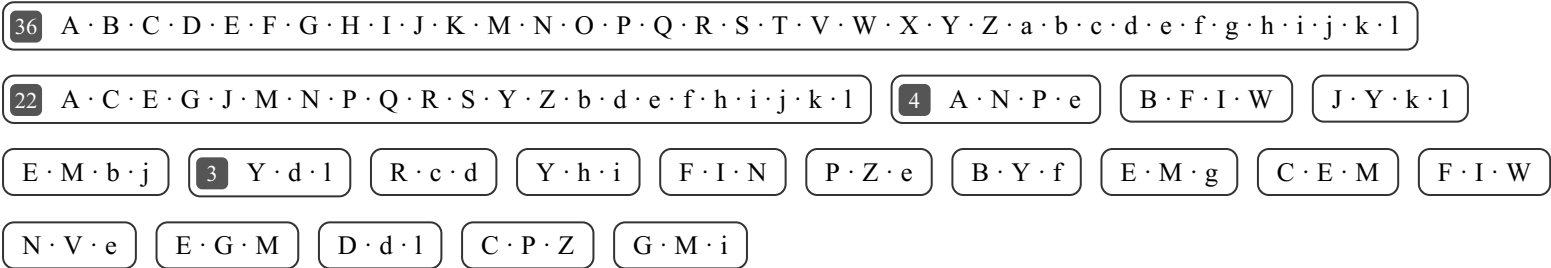 36 A · B · C · D · E · F · G · H · I · J · K · M · N · O · P · Q · R · S · T · V · W · X · Y · Z · a · b · c · d · e · f · g · h · i · j · k · l
22 A · C · E · G · J · M · N · P · Q · R · S · Y · Z · b · d · e · f · h · i · j · k · l 4 A · N · P · e B · F · I · W J · Y · k · l
E · M · b · j 3 Y · d · l R · c · d Y · h · i F · I · N P · Z · e B · Y · f E · M · g C · E · M F · I · W
N · V · e E · G · M D · d · l C · P · Z G · M · i